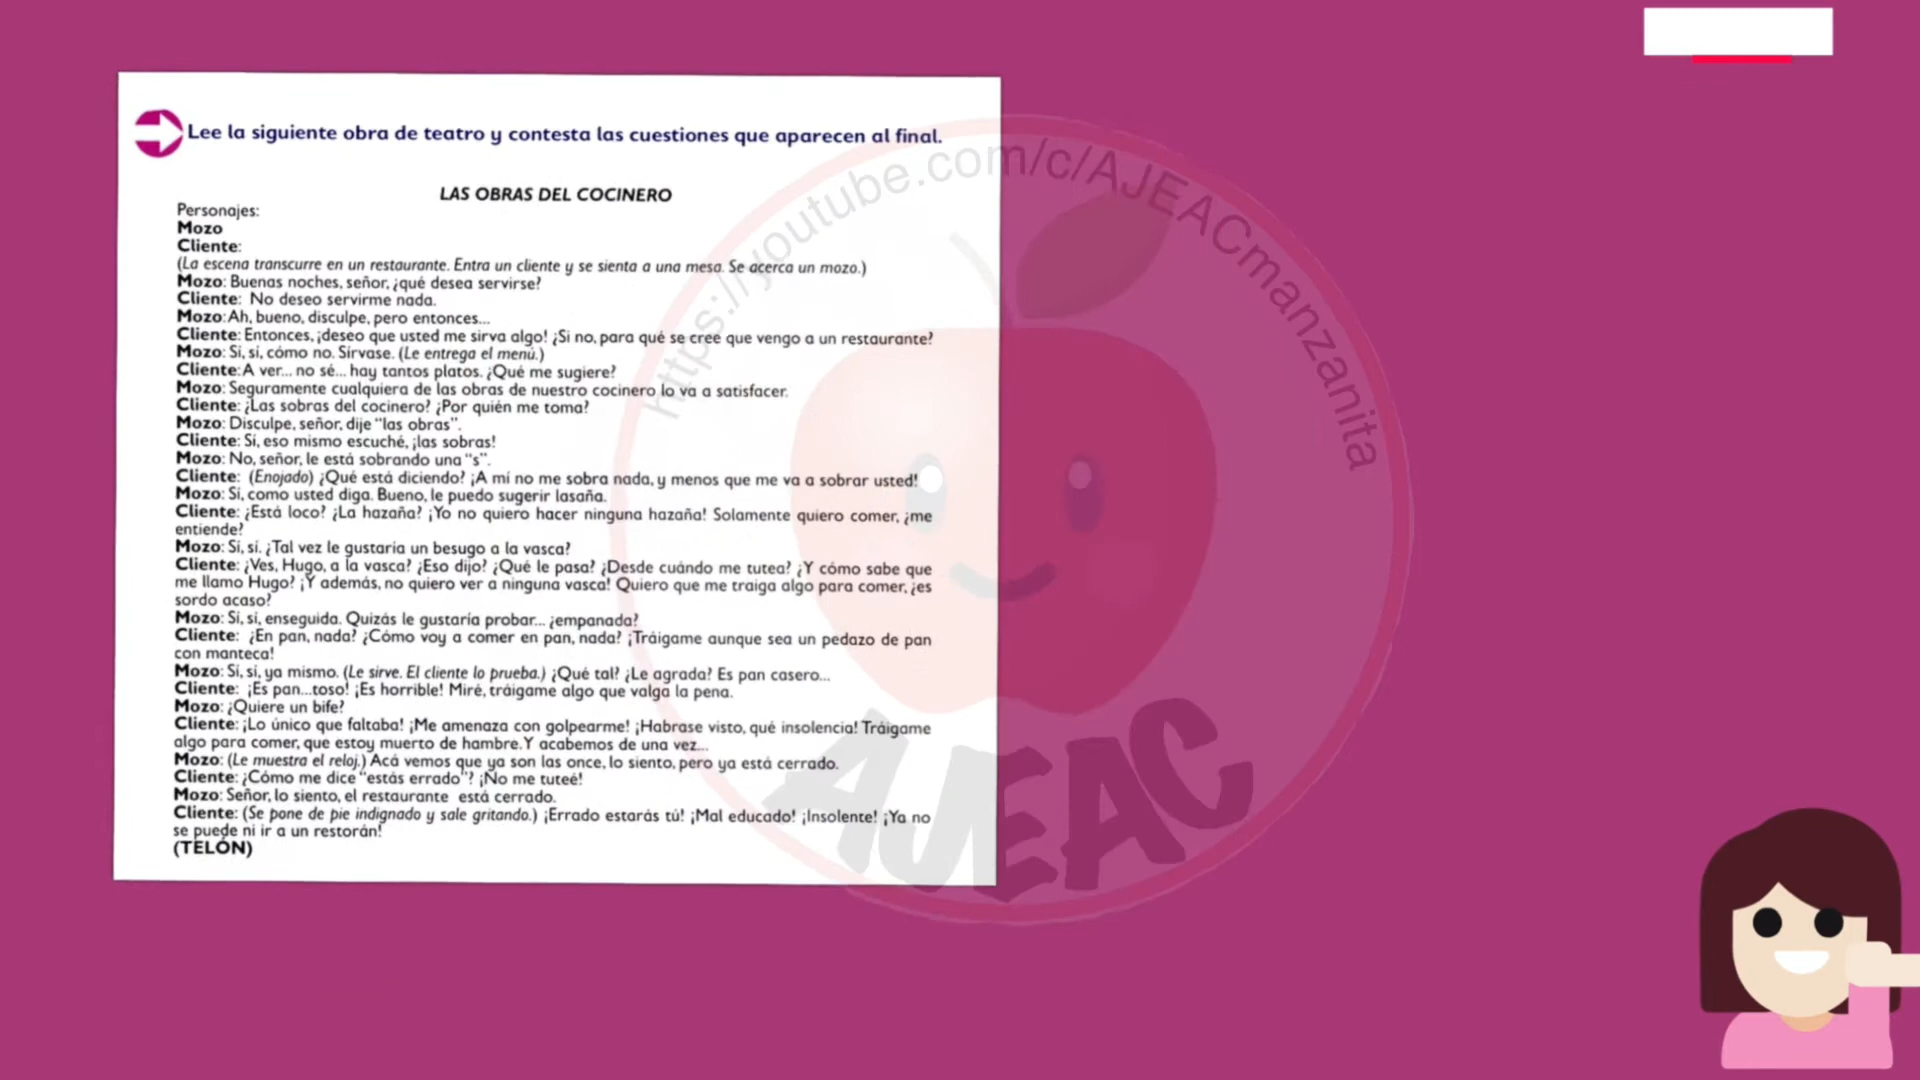 Lee la siguiente obra de teatro y contesta las cuestiones que aparecen al final.
LAS OBRAS DEL COCINERO
Personajes:
Mozo
Cliente:
(La escena transcurre en un restaurante. Entra un cliente y se sienta a una mesa. Se acerca un mozo.)
Mozo: Buenas noches, señor, ¿qué desea servirse?
Cliente: No deseo servirme nada.
Mozo: Ah, bueno, disculpe, pero entonces...
Cliente: Entonces, ¡deseo que usted me sirva algo! ¿Si no, para qué se cree que vengo a un restaurante?
Mozo: Si, si, cómo no. Sírvase. (Le entrega el menú.)
Cliente: A ver... no sé... hay tantos platos. ¿Qué me sugiere?
Mozo: Seguramente cualquiera de las obras de nuestro cocinero lo va a satisfacer.
Cliente: ¿Las sobras del cocinero? ¿Por quién me toma?
Mozo: Disculpe, señor, dije "las obras".
Cliente: Sí, eso mismo escuché, ¡las sobras!
Mozo: No, señor, le está sobrando una "s".
Cliente: (Enojado) ¿Qué está diciendo? ¡A mí no me sobra nada, y menos que me va a sobrar usted!
Mozo: Sí, como usted diga. Bueno, le puedo sugerir lasaña.
Cliente: ¿Está loco? ¿La hazaña? ¡Yo no quiero hacer ninguna hazaña! Solamente quiero comer, ¿me
entiende?
Mozo: Sí, sí. ¿Tal vez le gustaría un besugo a la vasca?
Cliente: ¿Ves, Hugo, a la vasca? ¿Eso dijo? ¿Qué le pasa? ¿Desde cuándo me tutea? ¿Y cómo sabe que
me llamo Hugo? ¡Y además, no quiero ver a ninguna vasca! Quiero que me traiga algo para comer, ¿es
sordo acaso?
Mozo: Sí, sí, enseguida. Quizás le gustaría probar... ¿empanada?
Cliente: ¿En pan, nada? ¿Cómo voy a comer en pan, nada? ¡Tráigame aunque sea un pedazo de pan
con manteca!
Mozo: Sí, sí, ya mismo. (Le sirve. El cliente lo prueba.) ¿Qué tal? ¿Le agrada? Es pan casero...
Cliente: ¡Es pan...toso! ¡Es horrible! Miré, tráigame algo que valga la pena.
Mozo: ¿Quiere un bife?
Cliente: ¡Lo único que faltaba! ¡Me amenaza con golpearme! ¡Habrase visto, qué insolencia! Tráigame
algo para comer, que estoy muerto de hambre. Y acabemos de una vez...
Mozo: (Le muestra el reloj.) Acá vemos que ya son las once, lo siento, pero ya está cerrado.
Cliente: ¿Cómo me dice "estás errado"? ¡No me tuteé!
Mozo: Señor, lo siento, el restaurante está cerrado.
Cliente: (Se pone de pie indignado y sale gritando.) ¡Errado estarás tú! ¡Mal educado! ¡Insolente! ¡Ya no
se puede ni ir a un restorán!
(TELÓN)
https://youtube.com/c/AJEACmanzanita
AJEAC